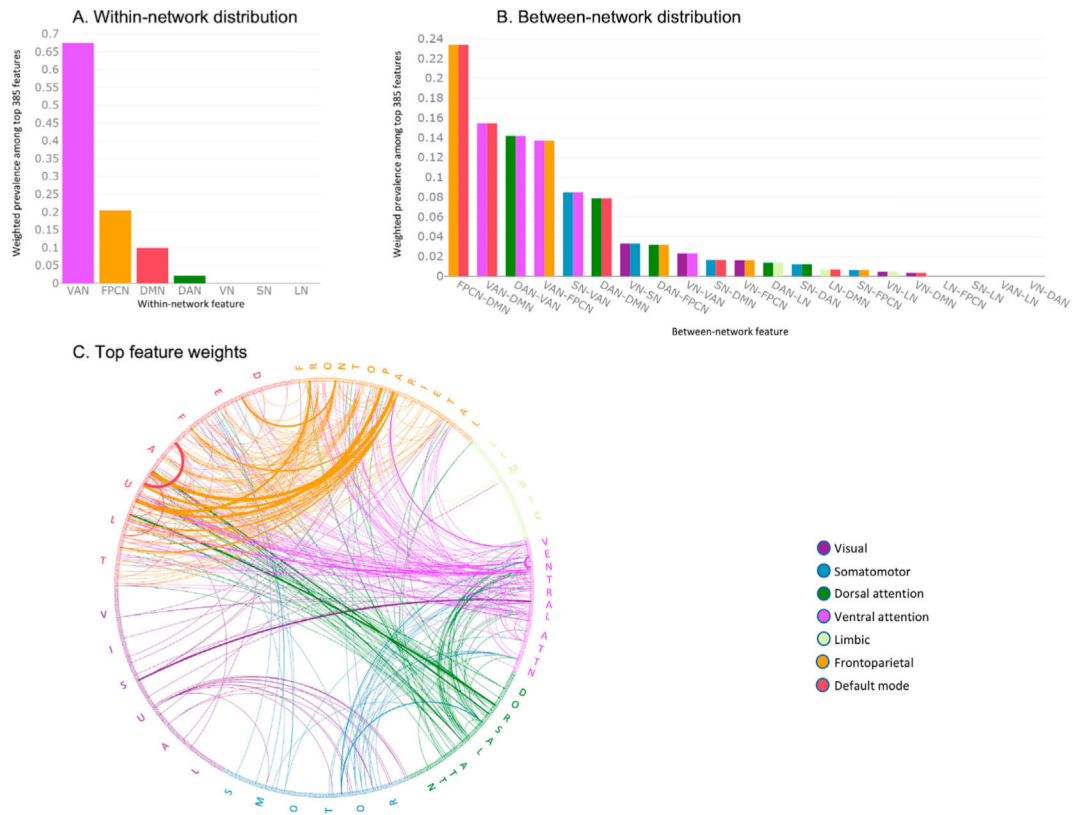 A. Within-network distribution
Weighted prevalence among top 385 features
0.7
0.65
0.6
0.55
0.5
0.45
0.4
0.35
0.3
0.25
0.2
0.15
0.1
0.05
0
VAN FPCN DMN DAN VN SN LN
Within-network feature
B. Between-network distribution
Weighted prevalence among top 385 features
0.24
0.22
0.2
0.18
0.16
0.14
0.12
0.1
0.08
0.06
0.04
0.02
0
FPCN-DMN
VAN-DMN
DAN-VAN
VAN-FPCN
SN-VAN
DAN-DMN
VN-SN
DAN-FPCN
VN-VAN
SN-DMN
VN-FPCN
DAN-LN
SN-DAN
LN-DMN
SN-FPCN
VN-LN
VN-DMN
LN-FPCN
SN-LN
VAN-LN
VN-DAN
Between-network feature
C. Top feature weights
FRONTOPARIETAL
LIMBIC
VENTRAL ATTN
DORSAL ATTN
SMOTOR
VISUAL
DEFAULT
Visual
Somatomotor
Dorsal attention
Ventral attention
Limbic
Frontoparietal
Default mode